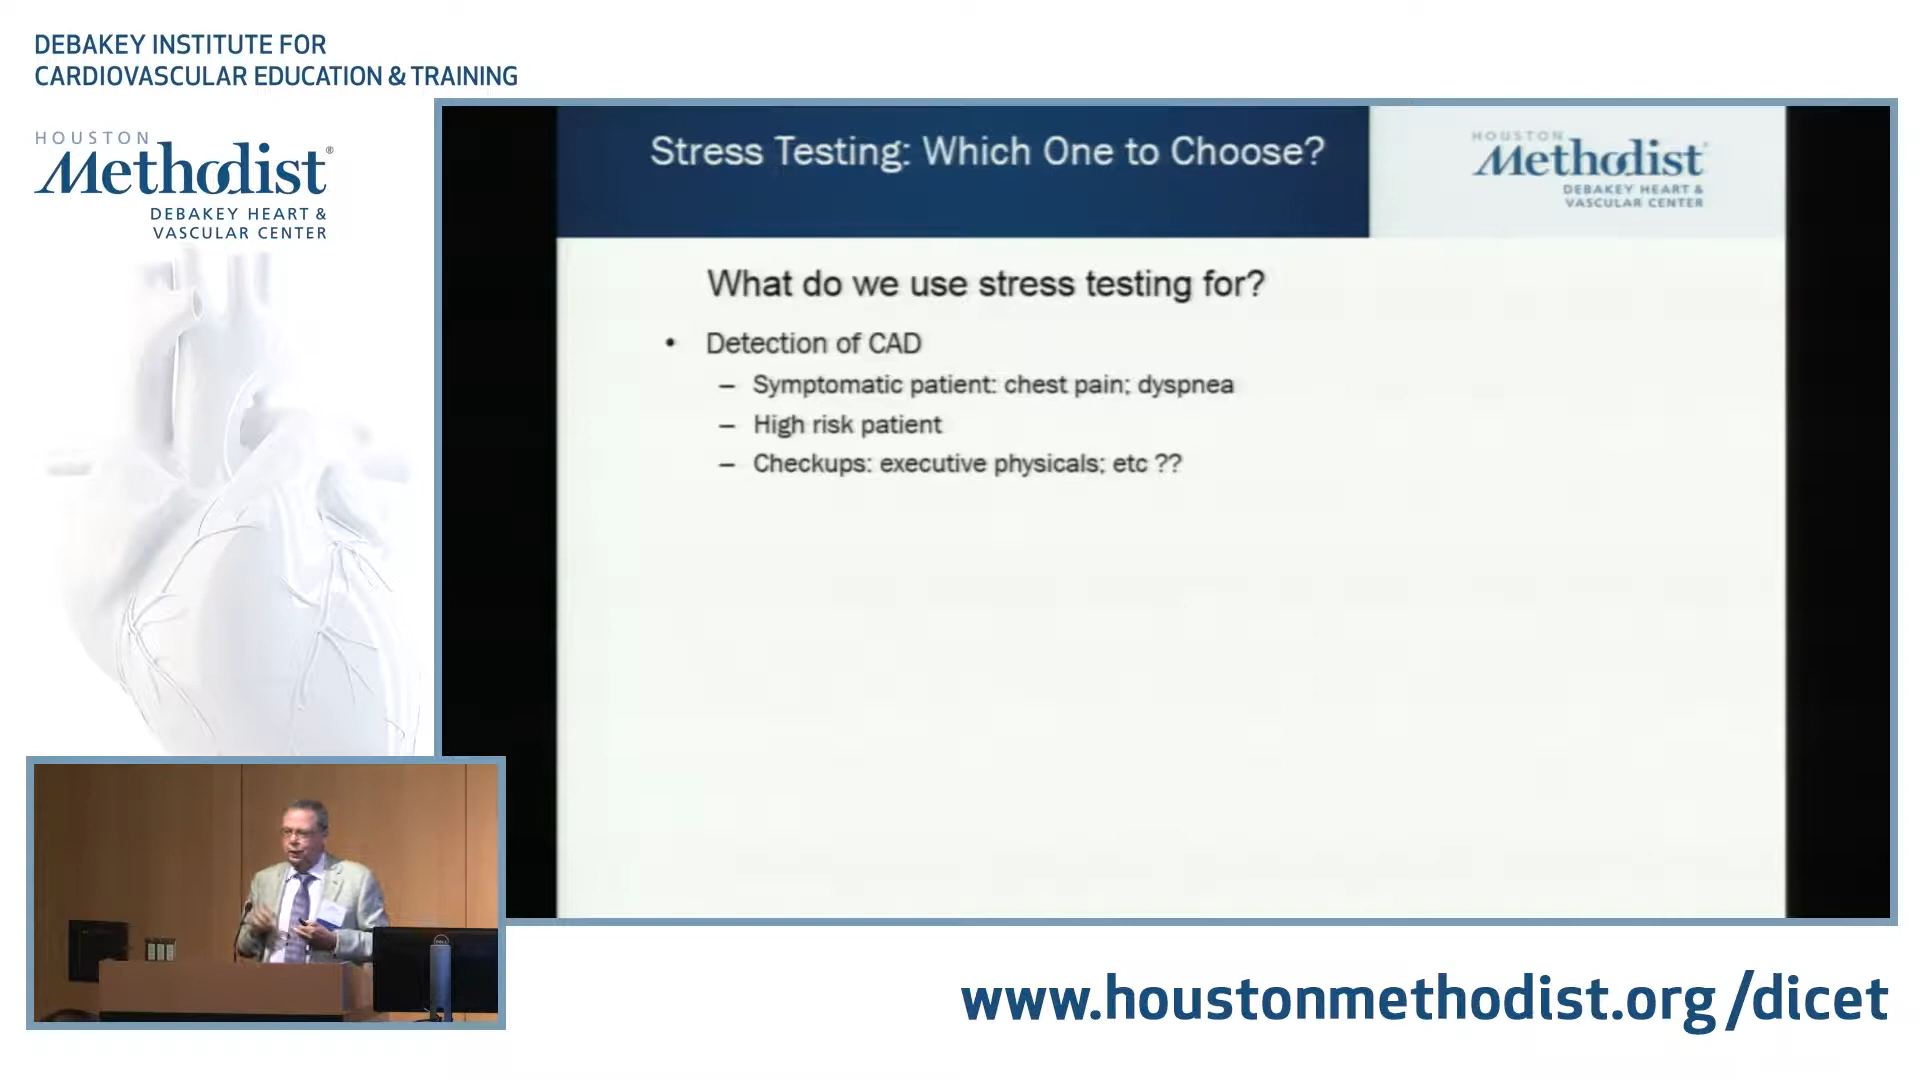 DEBAKEY INSTITUTE FOR
CARDIOVASCULAR EDUCATION & TRAINING
HOUSTON
Methodist®
DEBAKEY HEART &
VASCULAR CENTER
Stress Testing: Which One to Choose?
HOUSTON
Methodist
DEBAKEY HEART &
VASCULAR CENTER
What do we use stress testing for?
• Detection of CAD
– Symptomatic patient: chest pain; dyspnea
– High risk patient
– Checkups: executive physicals; etc ??
DELL
www.houstonmethodist.org/dicet